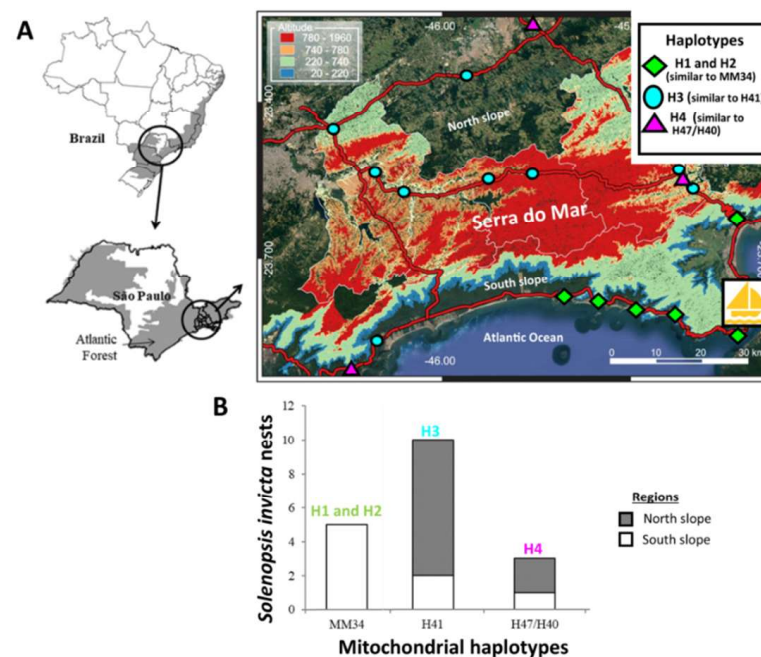 A
Brazil
São Paulo
Atlantic
Forest
Altitude
780 - 1960
740 - 780
220 - 740
20 - 220
-46.00
-23.400
North slope
Serra do Mar
-23.700
South slope
Atlantic Ocean
-46.00
0 10 20 30 km
Haplotypes
H1 and H2
(similar to MM34)
H3 (similar to H41)
H4 (similar to
H47/H40)
B
Solenopsis invicta nests
12
10
8
6
4
2
0
H1 and H2
H3
H4
MM34
H41
H47/H40
Mitochondrial haplotypes
Regions
North slope
South slope